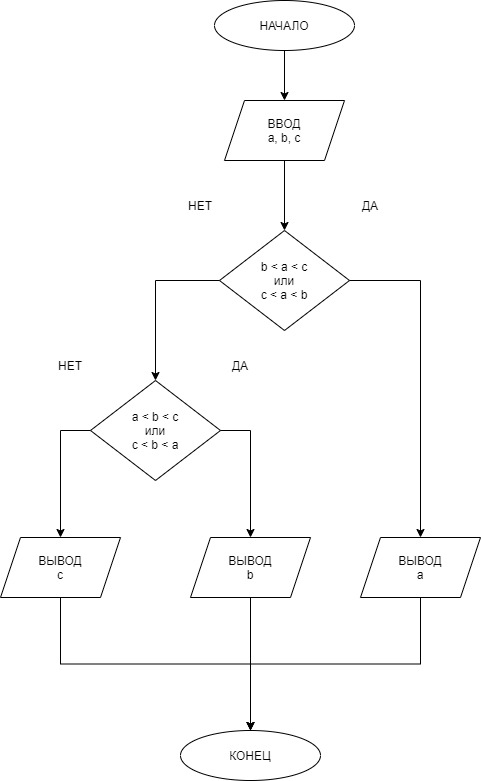 НАЧАЛО
ВВОД
a, b, c
НЕТ
ДА
b < a < c
или
c < a < b
НЕТ
ДА
a < b < c
или
c < b < a
ВЫВОД
c
ВЫВОД
b
ВЫВОД
a
КОНЕЦ